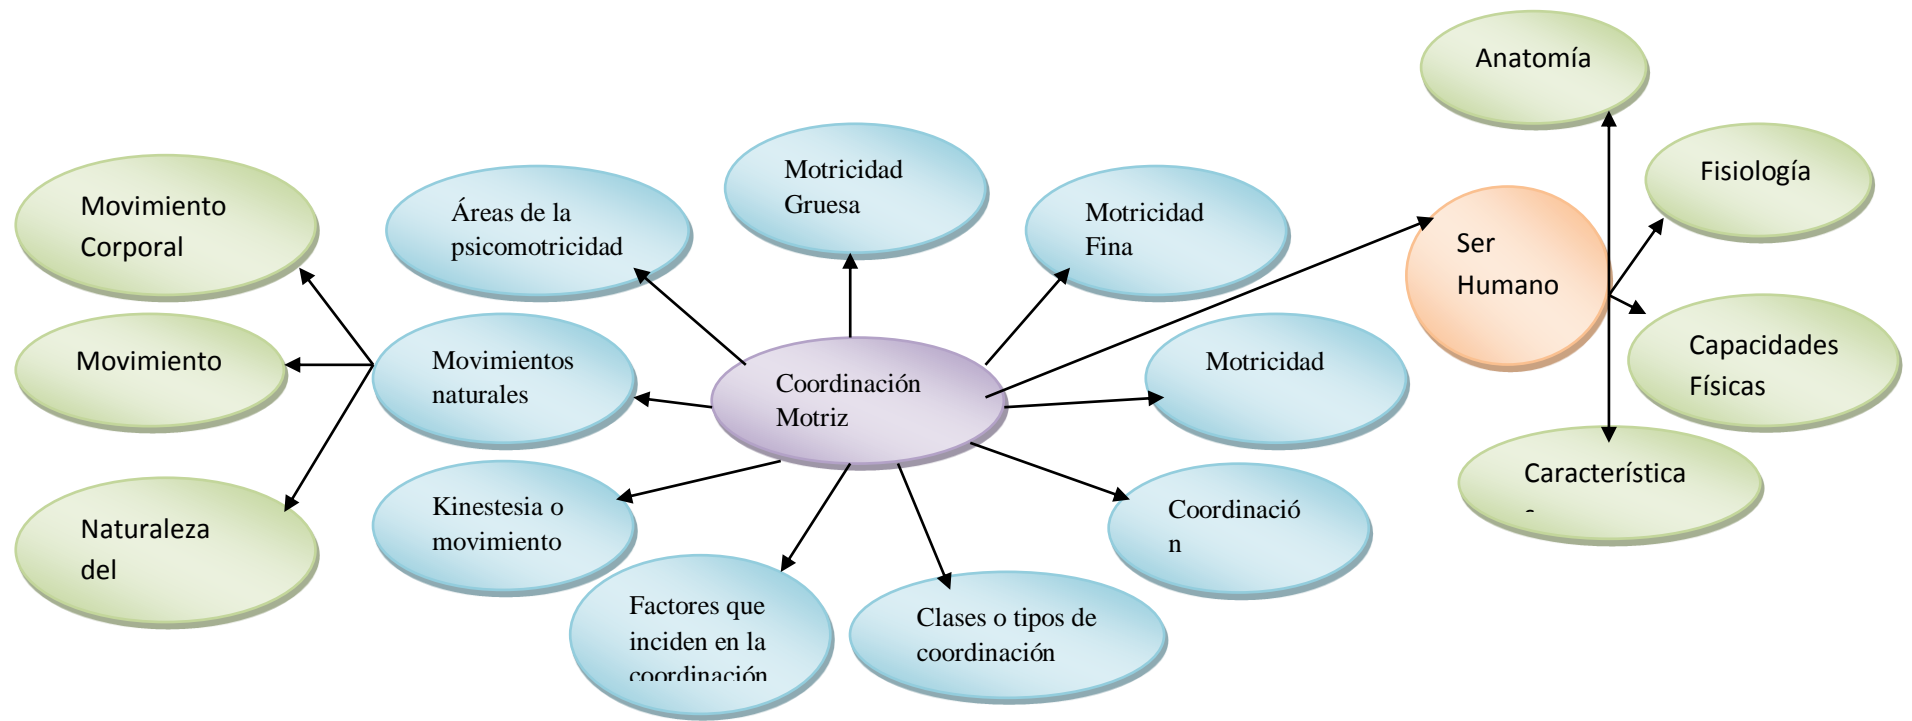 Anatomía
Motricidad
Gruesa
Fisiología
Movimiento
Corporal
Áreas de la
psicomotricidad
Motricidad
Fina
Ser
Humano
Movimiento
Movimientos
naturales
Coordinación
Motriz
Motricidad
Capacidades
Físicas
Característica
s
Kinestesia o
movimiento
Coordinació
n
Naturaleza
del
Factores que
inciden en la
coordinación
Clases o tipos de
coordinación